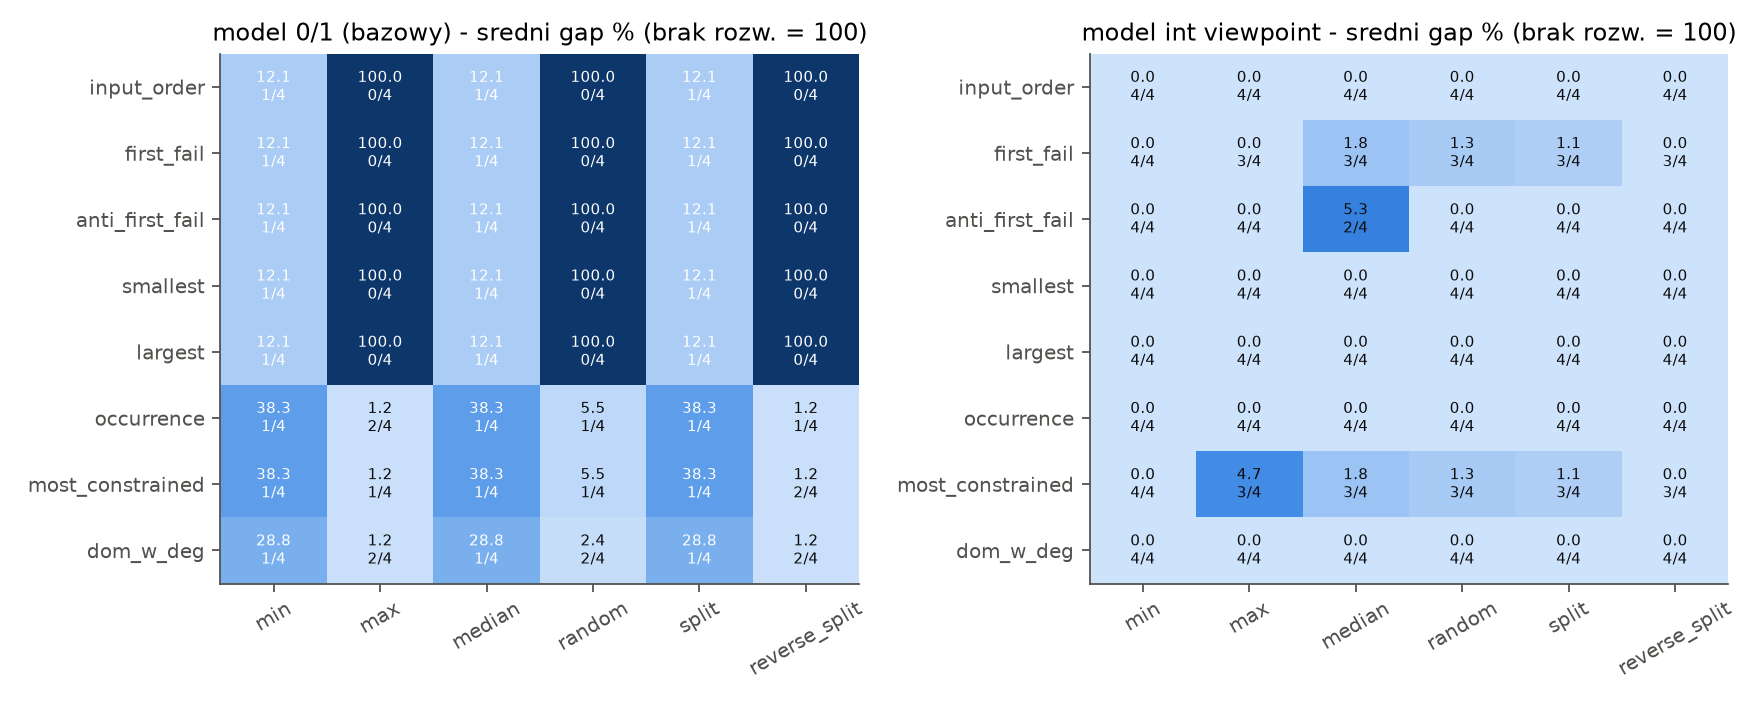 model 0/1 (bazowy) - sredni gap % (brak rozw. = 100)
input_order
12.1 100.0 12.1 100.0 12.1 100.0
1/4 0/4 1/4 0/4 1/4 0/4
first_fail
12.1 100.0 12.1 100.0 12.1 100.0
1/4 0/4 1/4 0/4 1/4 0/4
anti_first_fail
12.1 100.0 12.1 100.0 12.1 100.0
1/4 0/4 1/4 0/4 1/4 0/4
smallest
12.1 100.0 12.1 100.0 12.1 100.0
1/4 0/4 1/4 0/4 1/4 0/4
largest
12.1 100.0 12.1 100.0 12.1 100.0
1/4 0/4 1/4 0/4 1/4 0/4
occurrence
38.3 1.2 38.3 5.5 38.3 1.2
1/4 2/4 1/4 1/4 1/4 1/4
most_constrained
38.3 1.2 38.3 5.5 38.3 1.2
1/4 1/4 1/4 1/4 1/4 2/4
dom_w_deg
28.8 1.2 28.8 2.4 28.8 1.2
1/4 2/4 1/4 2/4 1/4 2/4
min max median random split reverse_split
model int viewpoint - sredni gap % (brak rozw. = 100)
input_order
0.0 0.0 0.0 0.0 0.0 0.0
4/4 4/4 4/4 4/4 4/4 4/4
first_fail
0.0 0.0 1.8 1.3 1.1 0.0
4/4 3/4 3/4 3/4 3/4 3/4
anti_first_fail
0.0 0.0 5.3 0.0 0.0 0.0
4/4 4/4 2/4 4/4 4/4 4/4
smallest
0.0 0.0 0.0 0.0 0.0 0.0
4/4 4/4 4/4 4/4 4/4 4/4
largest
0.0 0.0 0.0 0.0 0.0 0.0
4/4 4/4 4/4 4/4 4/4 4/4
occurrence
0.0 0.0 0.0 0.0 0.0 0.0
4/4 4/4 4/4 4/4 4/4 4/4
most_constrained
0.0 4.7 1.8 1.3 1.1 0.0
4/4 3/4 3/4 3/4 3/4 3/4
dom_w_deg
0.0 0.0 0.0 0.0 0.0 0.0
4/4 4/4 4/4 4/4 4/4 4/4
min max median random split reverse_split